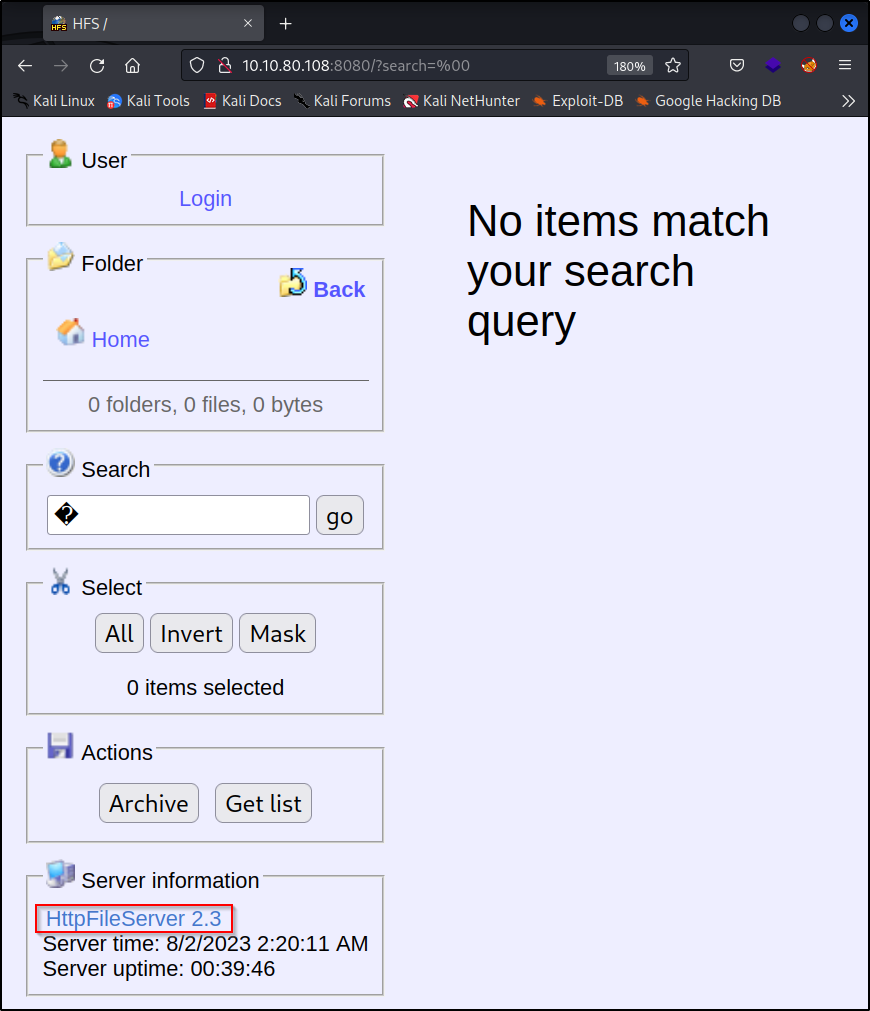 HFS /
10.10.80.108:8080/?search=%00
180%
Kali Linux
Kali Tools
Kali Docs
Kali Forums
Kali NetHunter
Exploit-DB
Google Hacking DB
User
Login
Folder
Back
Home
0 folders, 0 files, 0 bytes
Search
�
go
Select
All
Invert
Mask
0 items selected
Actions
Archive
Get list
Server information
HttpFileServer 2.3
Server time: 8/2/2023 2:20:11 AM
Server uptime: 00:39:46
No items match
your search
query